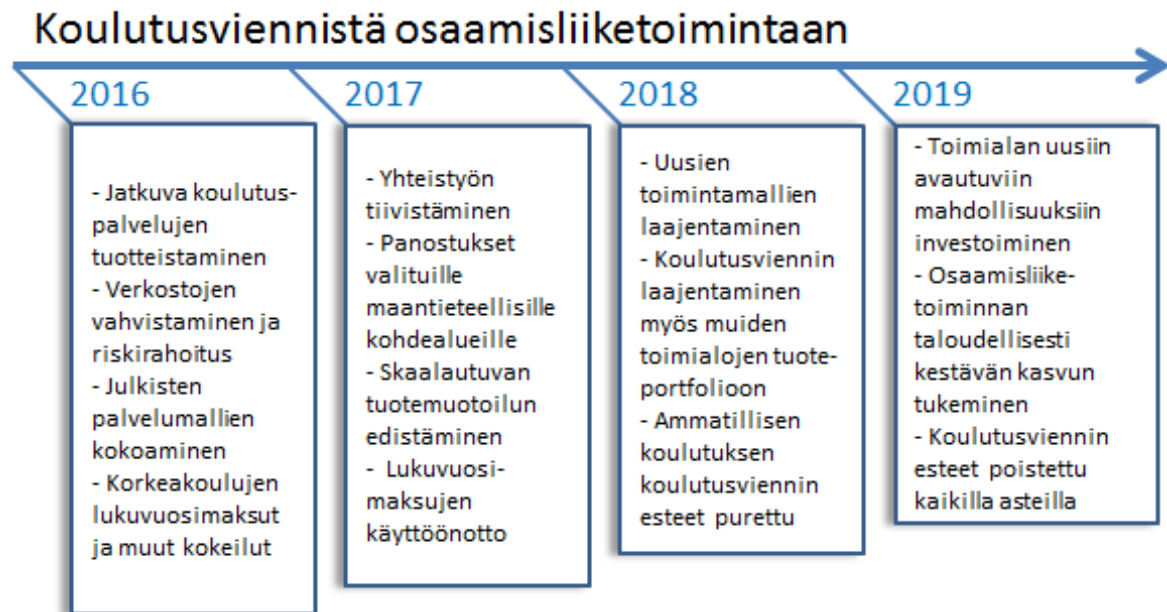 Koulutusviennistä osaamisliiketoimintaan
2016
- Jatkuva koulutus-
palvelujen
tuotteistaminen
- Verkostojen
vahvistaminen ja
riskirahoitus
- Julkisten
palvelumallien
kokoaminen
- Korkeakoulujen
lukuvuosimaksut
ja muut kokeilut
2017
- Yhteistyön
tiivistäminen
- Panostukset
valituille
maantieteellisille
kohdealueille
- Skaalautuvan
tuotemuotoilun
edistäminen
- Lukuvuosi-
maksujen
käyttöönotto
2018
- Uusien
toimintamallien
laajentaminen
- Koulutusviennin
laajentaminen
myös muiden
toimialojen tuote-
portfolioon
- Ammatillisen
koulutuksen
koulutusviennin
esteet purettu
2019
- Toimialan uusiin
avautuviin
mahdollisuuksiin
investoiminen
- Osaamisliike-
toiminnan
taloudellisesti
kestävän kasvun
tukeminen
- Koulutusviennin
esteet poistettu
kaikilla asteilla